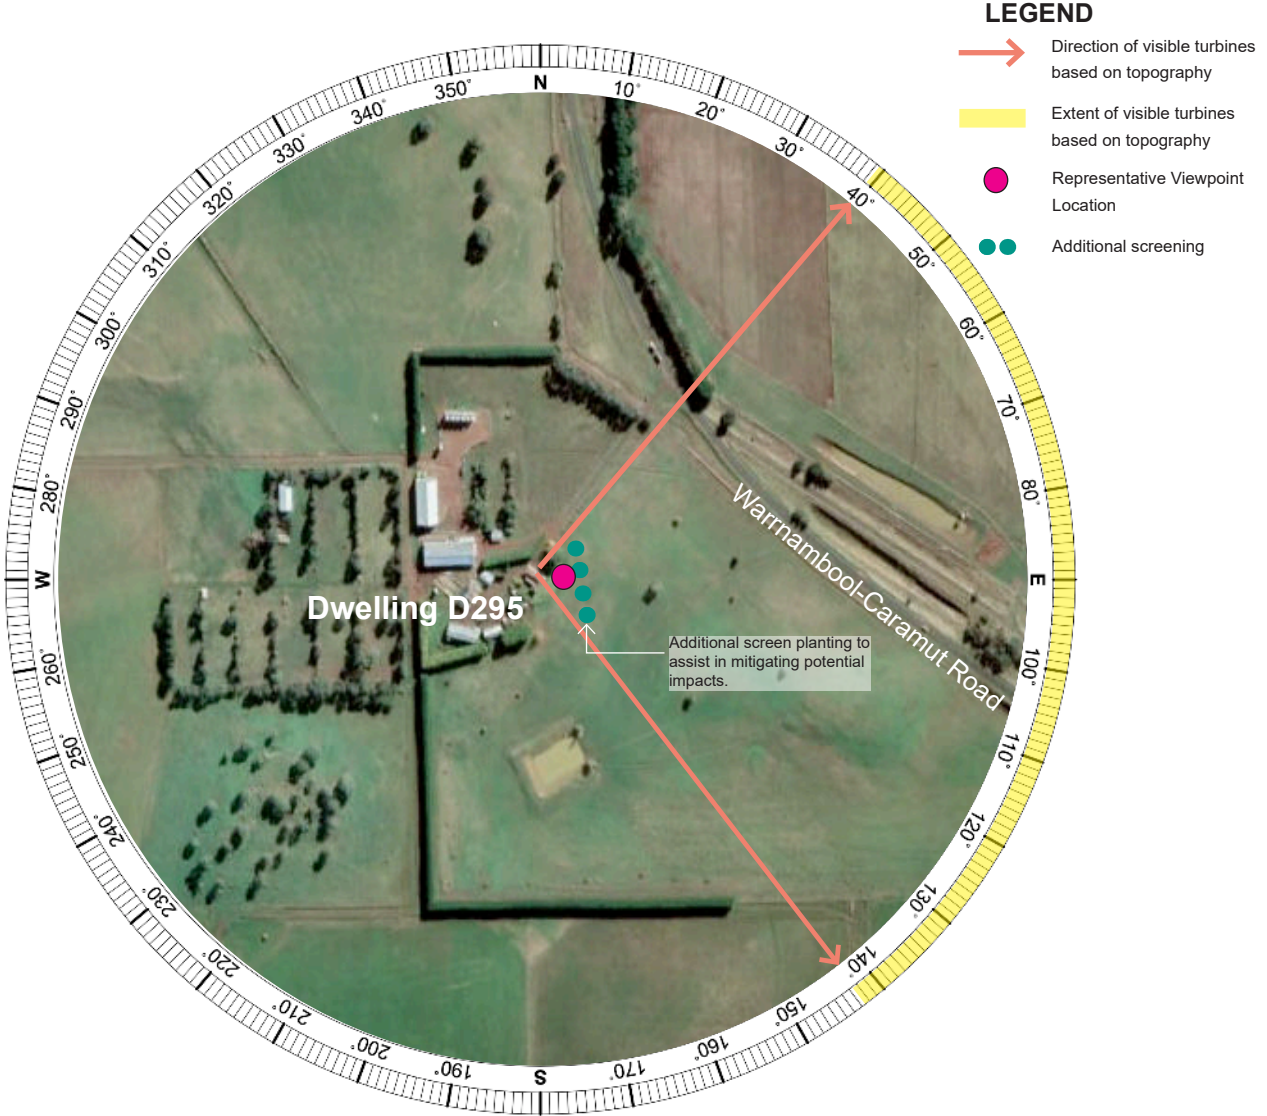 LEGEND
Direction of visible turbines
based on topography
Extent of visible turbines
based on topography
Representative Viewpoint
Location
Additional screening
N
10°
20°
30°
40°
50°
60°
70°
80°
E
100°
110°
120°
130°
140°
150°
160°
170°
S
190°
200°
210°
220°
230°
240°
250°
260°
W
280°
290°
300°
310°
320°
330°
340°
350°
Warrnambool-Caramut Road
Dwelling D295
Additional screen planting to
assist in mitigating potential
impacts.